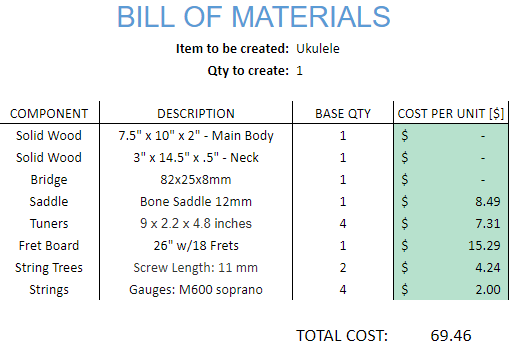 BILL OF MATERIALS
Item to be created: Ukulele
Qty to create: 1
COMPONENT DESCRIPTION BASE QTY COST PER UNIT [$]
Solid Wood 7.5" x 10" x 2" - Main Body 1 $ -
Solid Wood 3" x 14.5" x .5" - Neck 1 $ -
Bridge 82x25x8mm 1 $ -
Saddle Bone Saddle 12mm 1 $ 8.49
Tuners 9 x 2.2 x 4.8 inches 4 $ 7.31
Fret Board 26" w/18 Frets 1 $ 15.29
String Trees Screw Length: 11 mm 2 $ 4.24
Strings Gauges: M600 soprano 4 $ 2.00
TOTAL COST: 69.46